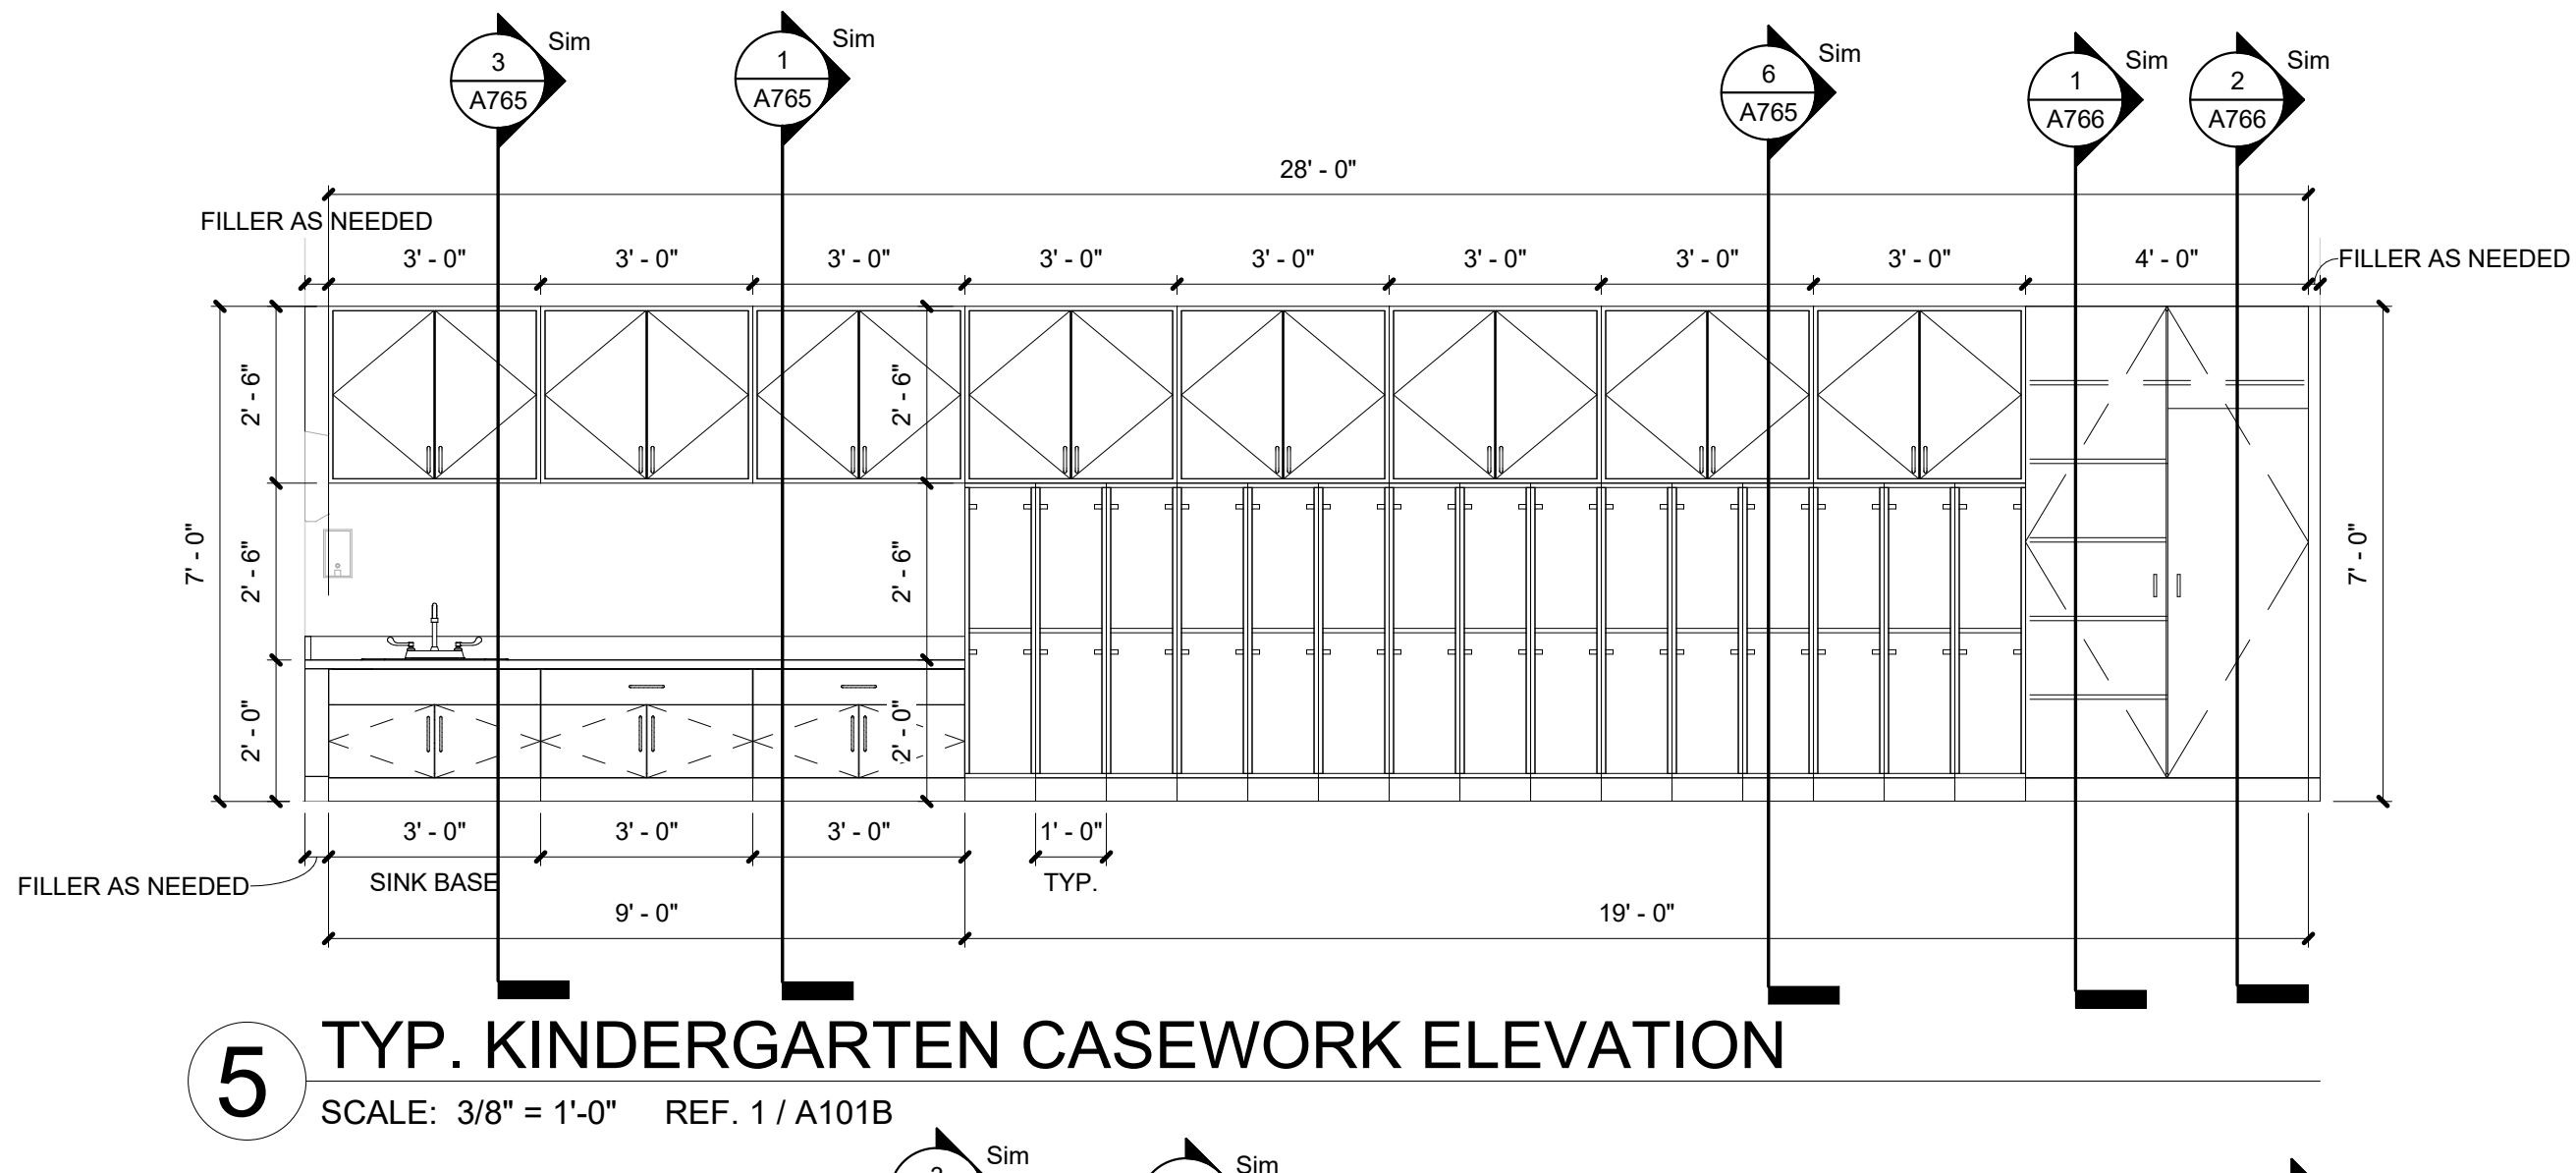 3
A765
Sim
1
A765
Sim
6
A765
Sim
1
A766
Sim
2
A766
Sim
28' - 0"
FILLER AS NEEDED
3' - 0"
3' - 0"
3' - 0"
3' - 0"
3' - 0"
3' - 0"
3' - 0"
3' - 0"
4' - 0"
FILLER AS NEEDED
7' - 0"
2' - 6"
2' - 6"
2' - 0"
2' - 6"
2' - 6"
2' - 0"
7' - 0"
3' - 0"
3' - 0"
3' - 0"
1' - 0"
FILLER AS NEEDED
SINK BASE
TYP.
9' - 0"
19' - 0"
5
TYP. KINDERGARTEN CASEWORK ELEVATION
SCALE: 3/8" = 1'-0" REF. 1 / A101B
Sim
Sim